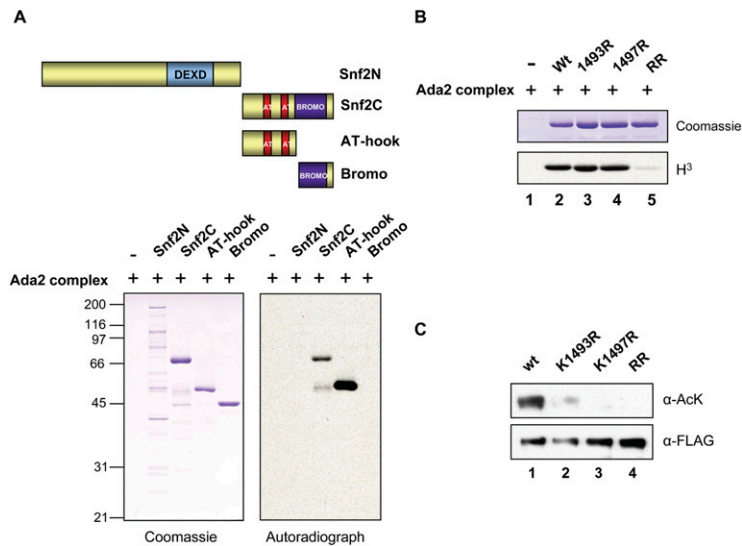 A
DEXD
Snf2N
AT AT BROMO
Snf2C
AT AT
AT-hook
BROMO
Bromo
- Snf2N Snf2C AT-hook Bromo - Snf2N Snf2C AT-hook Bromo
Ada2 complex + + + + + + + + + +
200
116
97
66
45
31
21
Coomassie Autoradiograph
B
- Wt 1493R 1497R RR
Ada2 complex + + + + +
Coomassie
H3
1 2 3 4 5
C
wt K1493R K1497R RR
α-AcK
α-FLAG
1 2 3 4